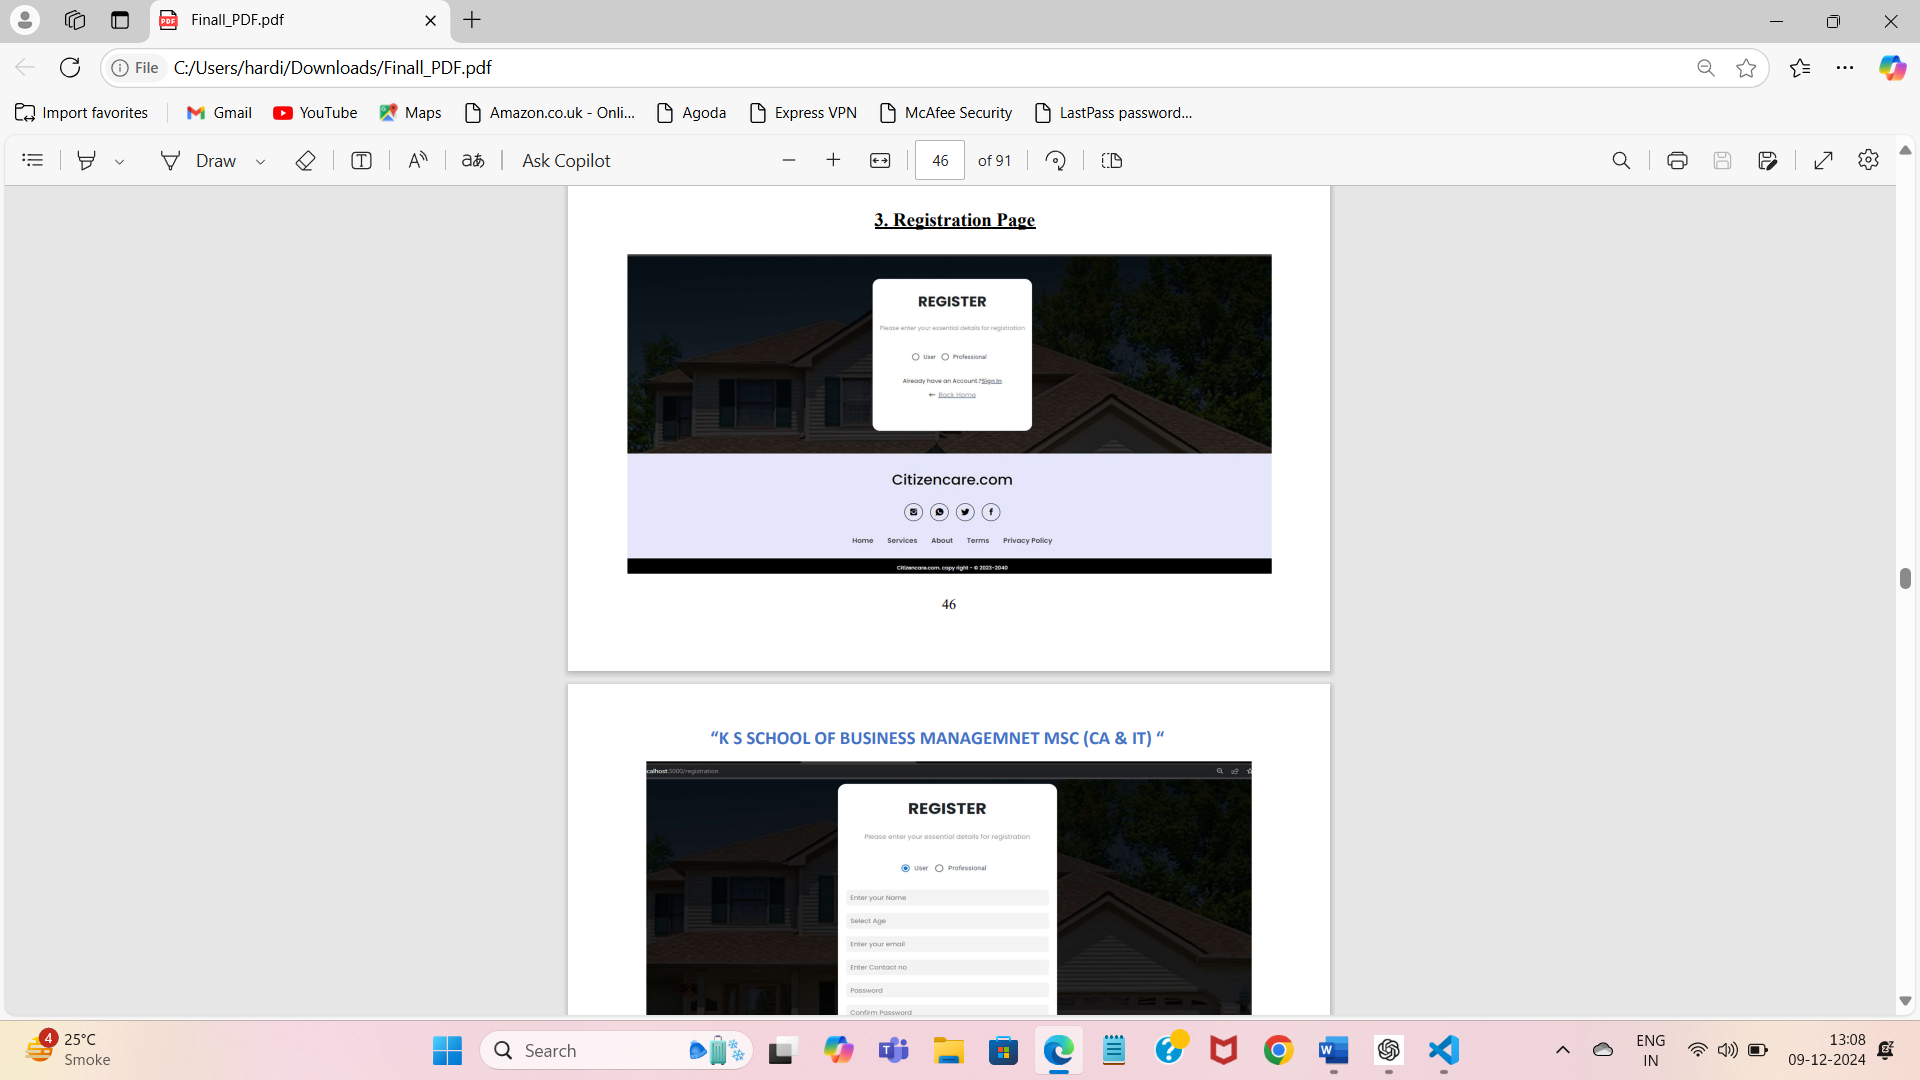 Finall_PDF.pdf
File C:/Users/hardi/Downloads/Finall_PDF.pdf
Import favorites Gmail YouTube Maps Amazon.co.uk - Onli... Agoda Express VPN McAfee Security LastPass password...
Draw aあ Ask Copilot 46 of 91
3. Registration Page
REGISTER
Please enter your essential details for registration
User Professional
Already have an Account.?Sign In
← Back Home
Citizencare.com
Home Services About Terms Privacy Policy
Citizencare.com. copy right - © 2023-2040
46
“K S SCHOOL OF BUSINESS MANAGEMNET MSC (CA & IT) “
calhost:3000/registration
REGISTER
Please enter your essential details for registration
User Professional
Enter your Name
Select Age
Enter your email
Enter Contact no
Password
Confirm Password
4 25°C
Smoke
Search
ENG
IN
13:08
09-12-2024